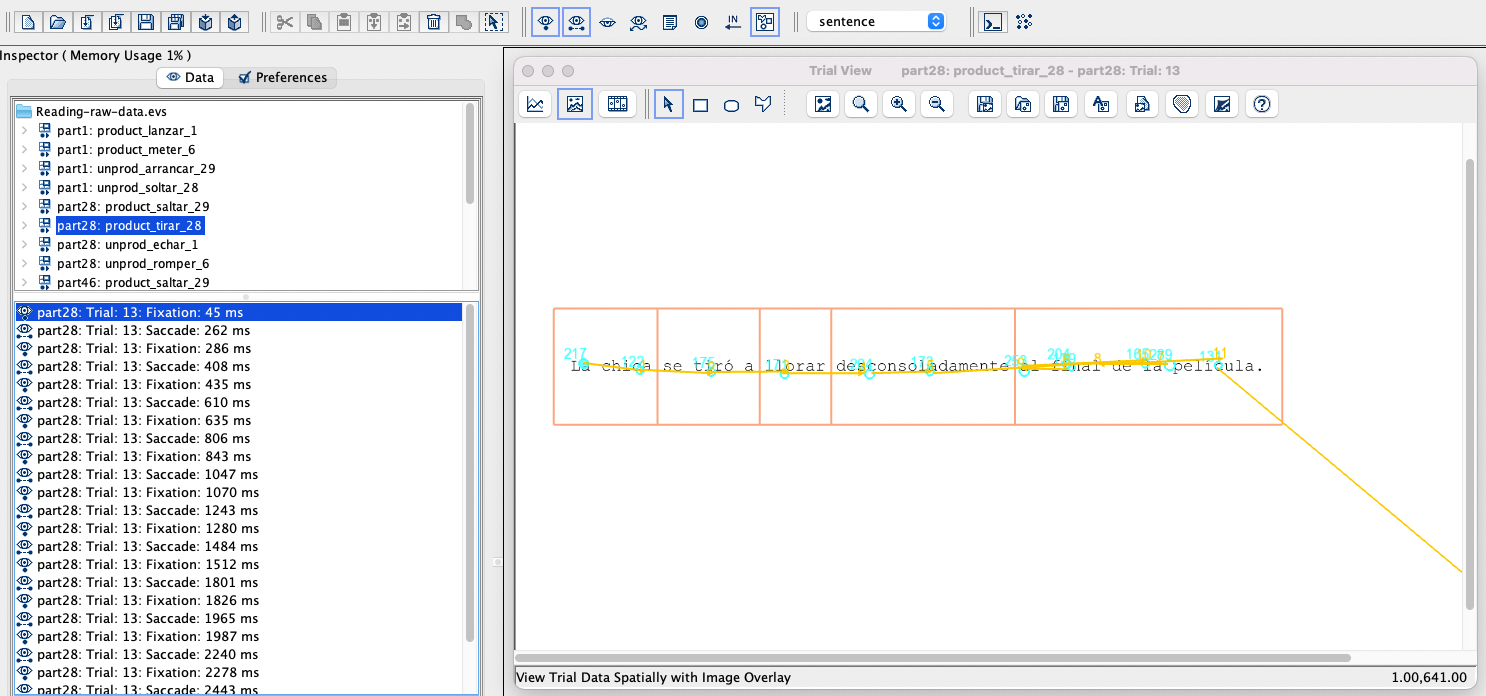 IN
sentence
Inspector ( Memory Usage 1% )
Data
Preferences
Reading-raw-data.evs
part1: product_lanzar_1
part1: product_meter_6
part1: unprod_arrancar_29
part1: unprod_soltar_28
part28: product_saltar_29
part28: product_tirar_28
part28: unprod_echar_1
part28: unprod_romper_6
part46: product_saltar_29
part28: Trial: 13: Fixation: 45 ms
part28: Trial: 13: Saccade: 262 ms
part28: Trial: 13: Fixation: 286 ms
part28: Trial: 13: Saccade: 408 ms
part28: Trial: 13: Fixation: 435 ms
part28: Trial: 13: Saccade: 610 ms
part28: Trial: 13: Fixation: 635 ms
part28: Trial: 13: Saccade: 806 ms
part28: Trial: 13: Fixation: 843 ms
part28: Trial: 13: Saccade: 1047 ms
part28: Trial: 13: Fixation: 1070 ms
part28: Trial: 13: Saccade: 1243 ms
part28: Trial: 13: Fixation: 1280 ms
part28: Trial: 13: Saccade: 1484 ms
part28: Trial: 13: Fixation: 1512 ms
part28: Trial: 13: Saccade: 1801 ms
part28: Trial: 13: Fixation: 1826 ms
part28: Trial: 13: Saccade: 1965 ms
part28: Trial: 13: Fixation: 1987 ms
part28: Trial: 13: Saccade: 2240 ms
part28: Trial: 13: Fixation: 2278 ms
part28: Trial: 13: Saccade: 2443 ms
Trial View part28: product_tirar_28 - part28: Trial: 13
217 122 175 173 253 204
La chica se tiró a llorar desconsoladamente al final de la película.
View Trial Data Spatially with Image Overlay
1.00,641.00